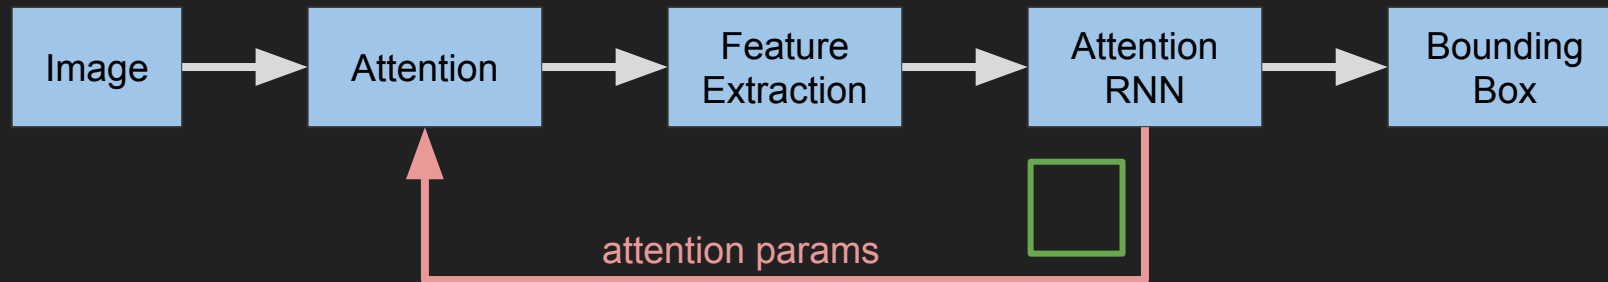 Image
Attention
Feature
Extraction
Attention
RNN
Bounding
Box
attention params